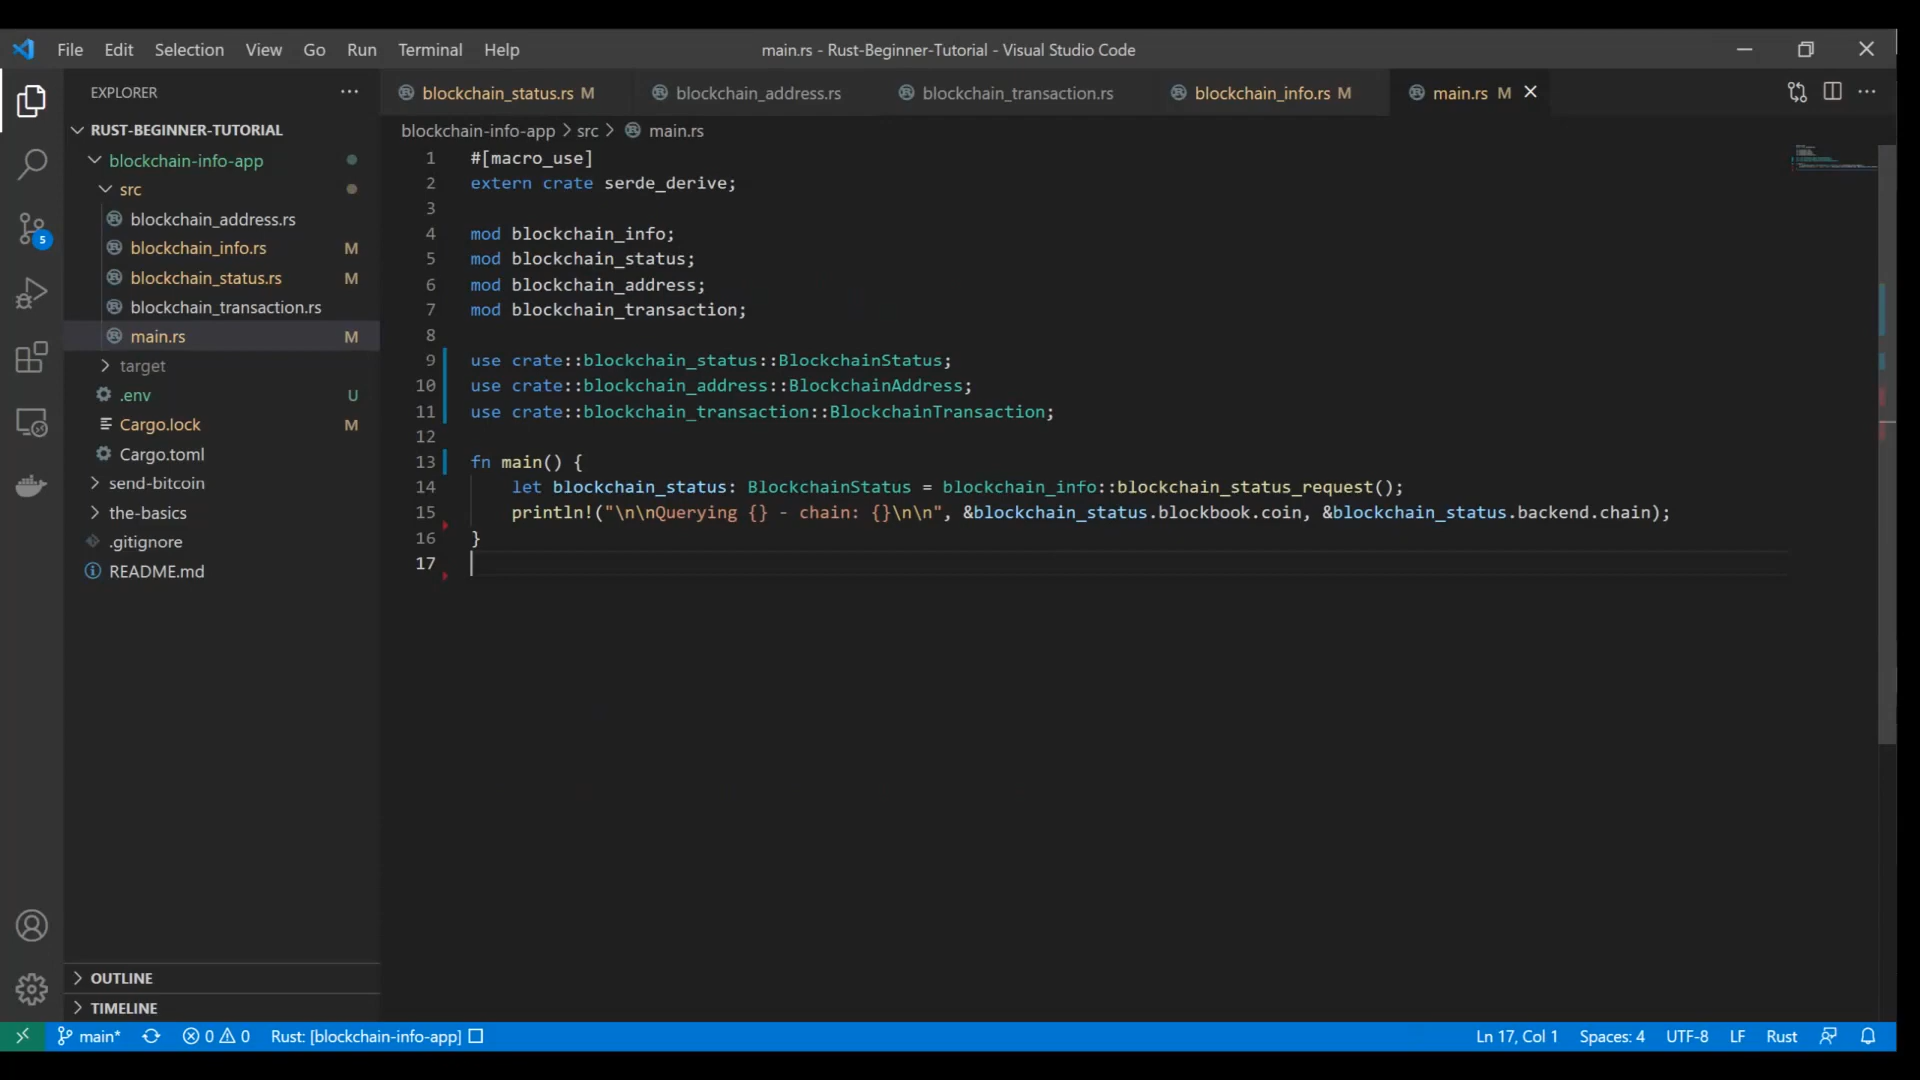 File Edit Selection View Go Run Terminal Help
main.rs - Rust-Beginner-Tutorial - Visual Studio Code
EXPLORER
RUST-BEGINNER-TUTORIAL
blockchain-info-app
src
blockchain_address.rs
blockchain_info.rs M
blockchain_status.rs M
blockchain_transaction.rs
main.rs M
target
.env U
Cargo.lock M
Cargo.toml
send-bitcoin
the-basics
.gitignore
README.md
OUTLINE
TIMELINE
5
blockchain_status.rs M blockchain_address.rs blockchain_transaction.rs blockchain_info.rs M main.rs M
blockchain-info-app > src > main.rs
1 #[macro_use]
2 extern crate serde_derive;
3
4 mod blockchain_info;
5 mod blockchain_status;
6 mod blockchain_address;
7 mod blockchain_transaction;
8
9 use crate::blockchain_status::BlockchainStatus;
10 use crate::blockchain_address::BlockchainAddress;
11 use crate::blockchain_transaction::BlockchainTransaction;
12
13 fn main() {
14 let blockchain_status: BlockchainStatus = blockchain_info::blockchain_status_request();
15 println!("\n\nQuerying {} - chain: {}\n\n", &blockchain_status.blockbook.coin, &blockchain_status.backend.chain);
16 }
17
main* 0 0 Rust: [blockchain-info-app] Ln 17, Col 1 Spaces: 4 UTF-8 LF Rust